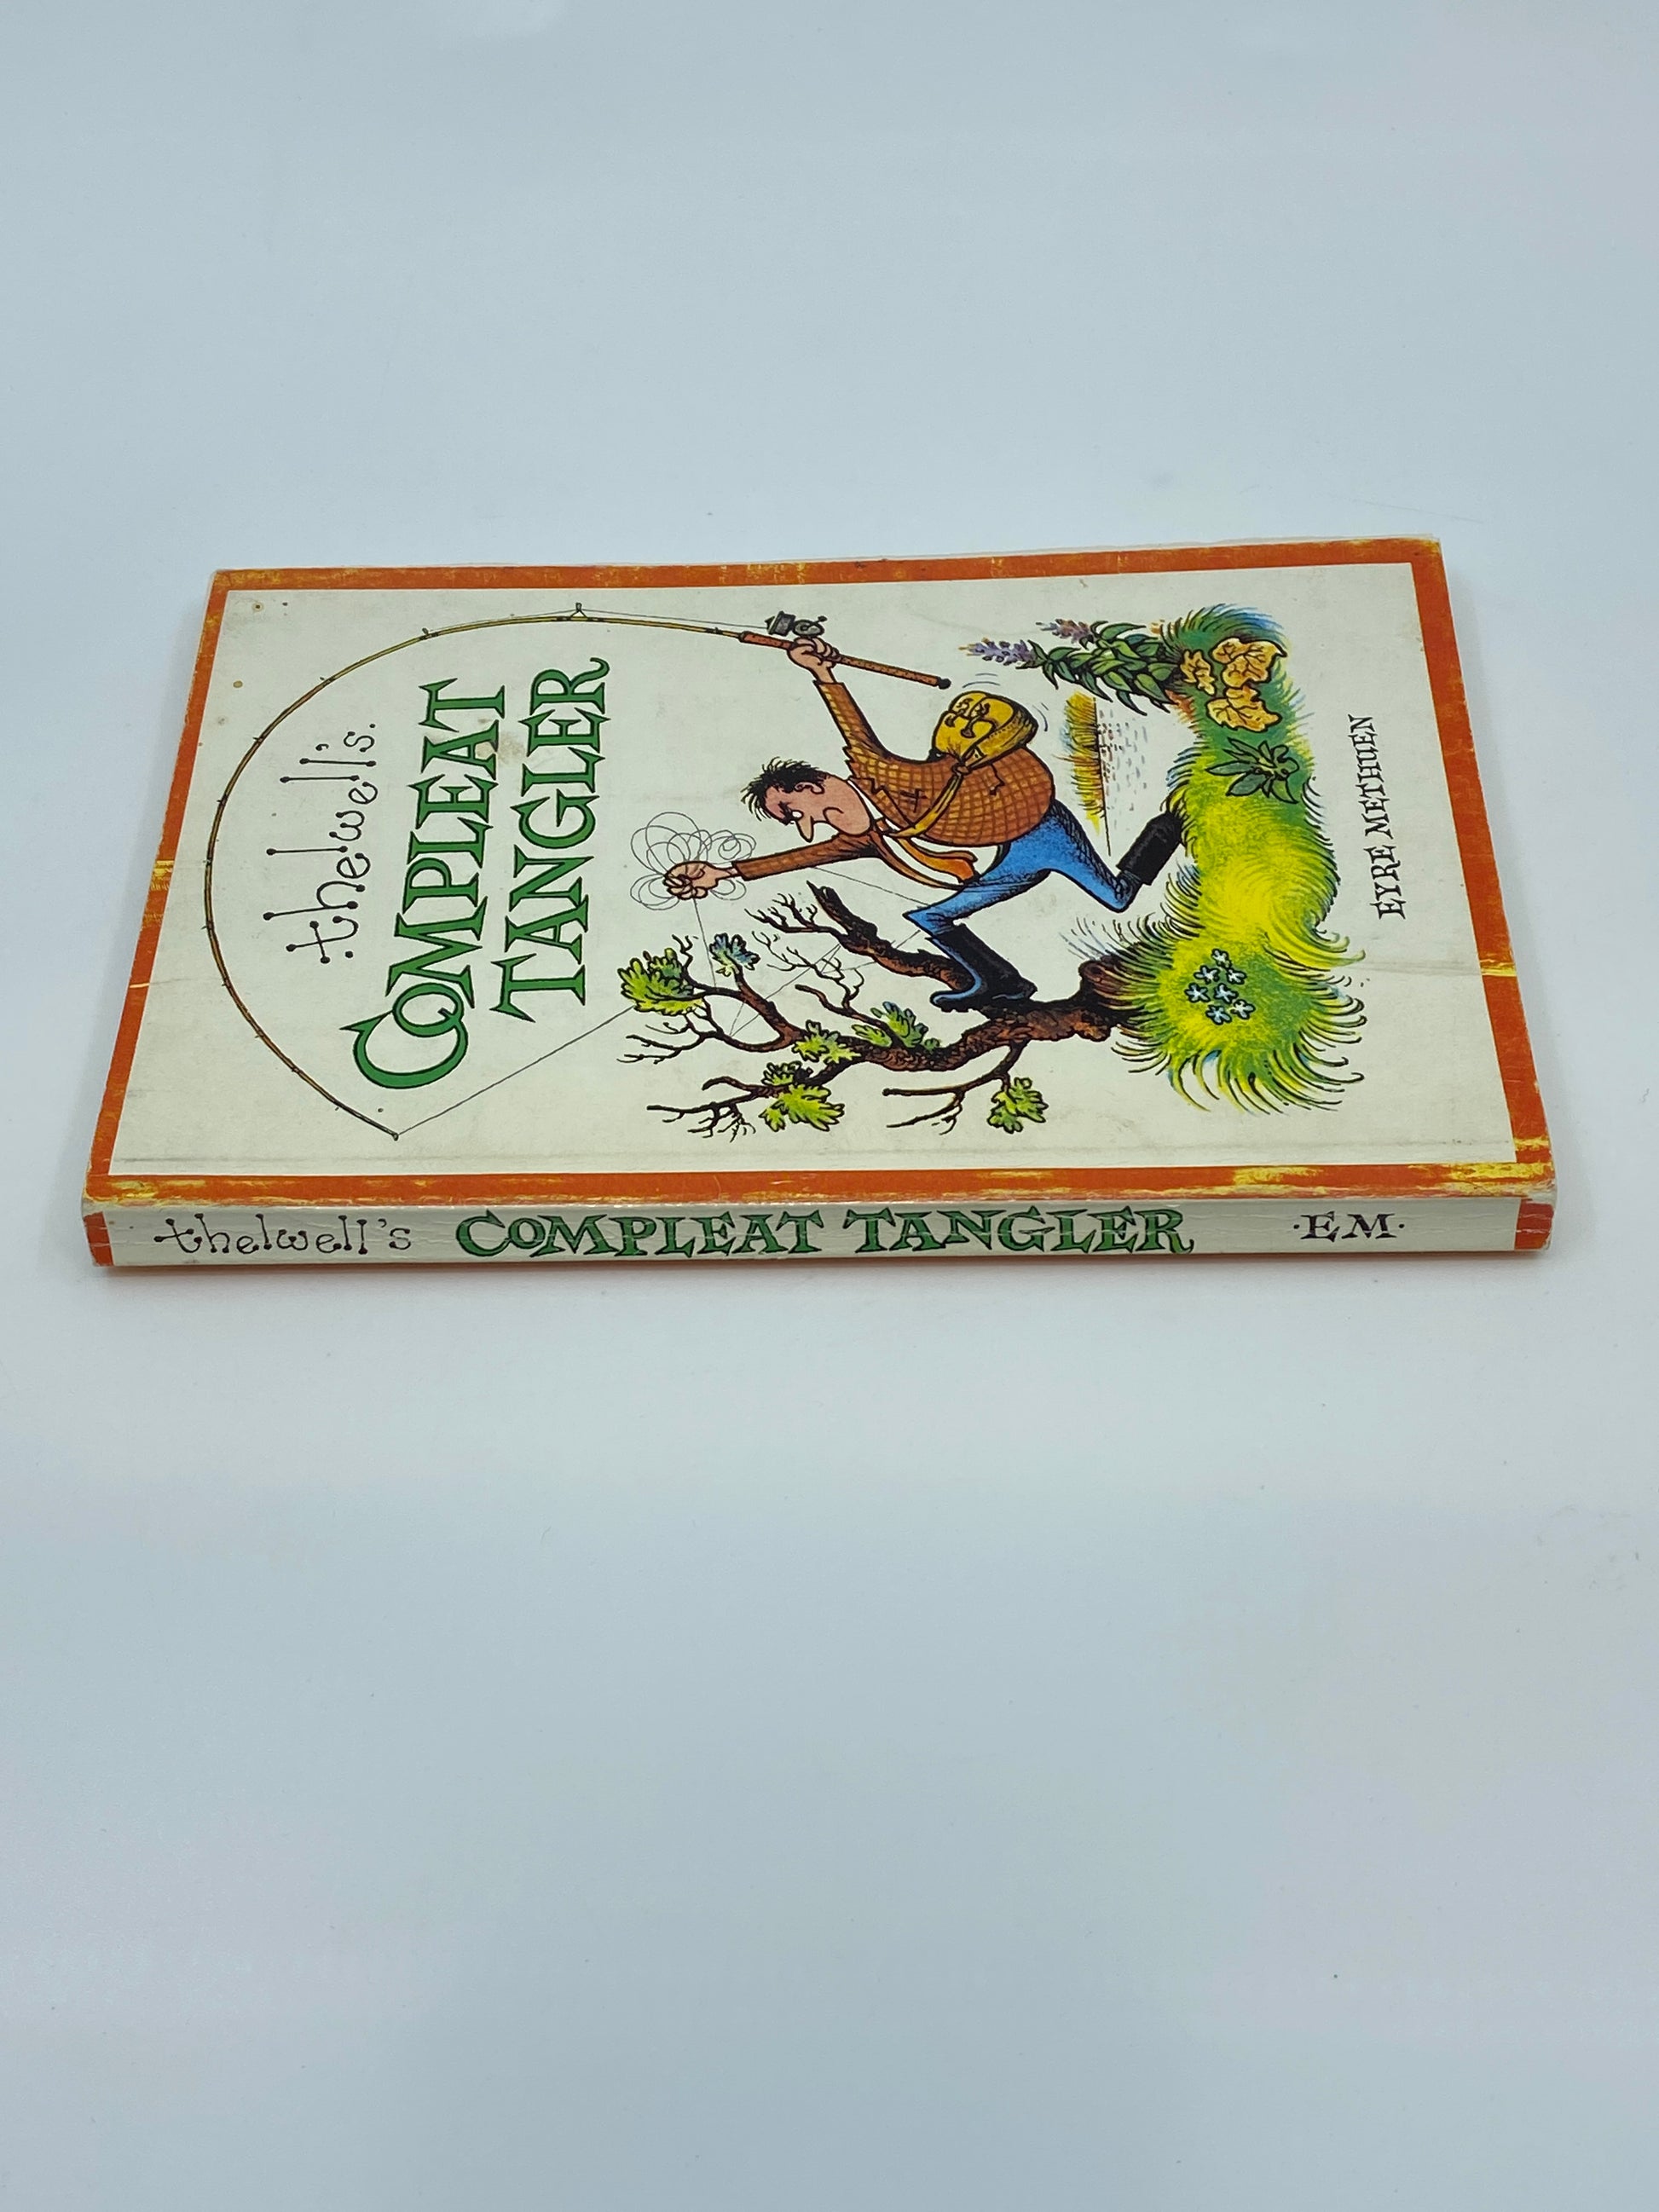 thelwell's.
COMPLEAT
TANGLER
EYRE METHUEN
thelwell's COMPLEAT TANGLER ·EM·